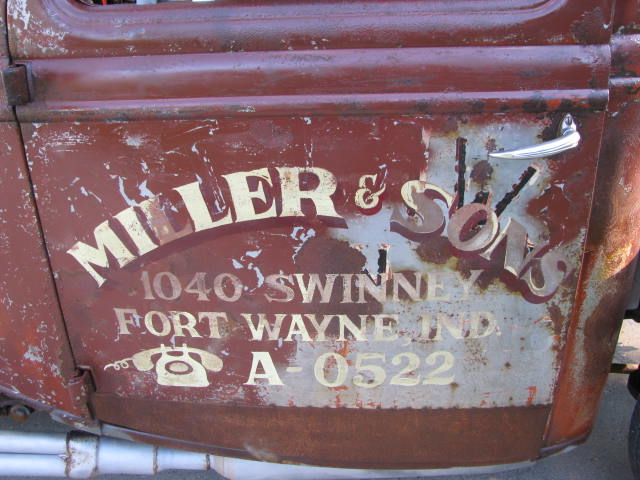 MILLER & SONS
1040 SWINNEY
FORT WAYNE, IND.
A-0522